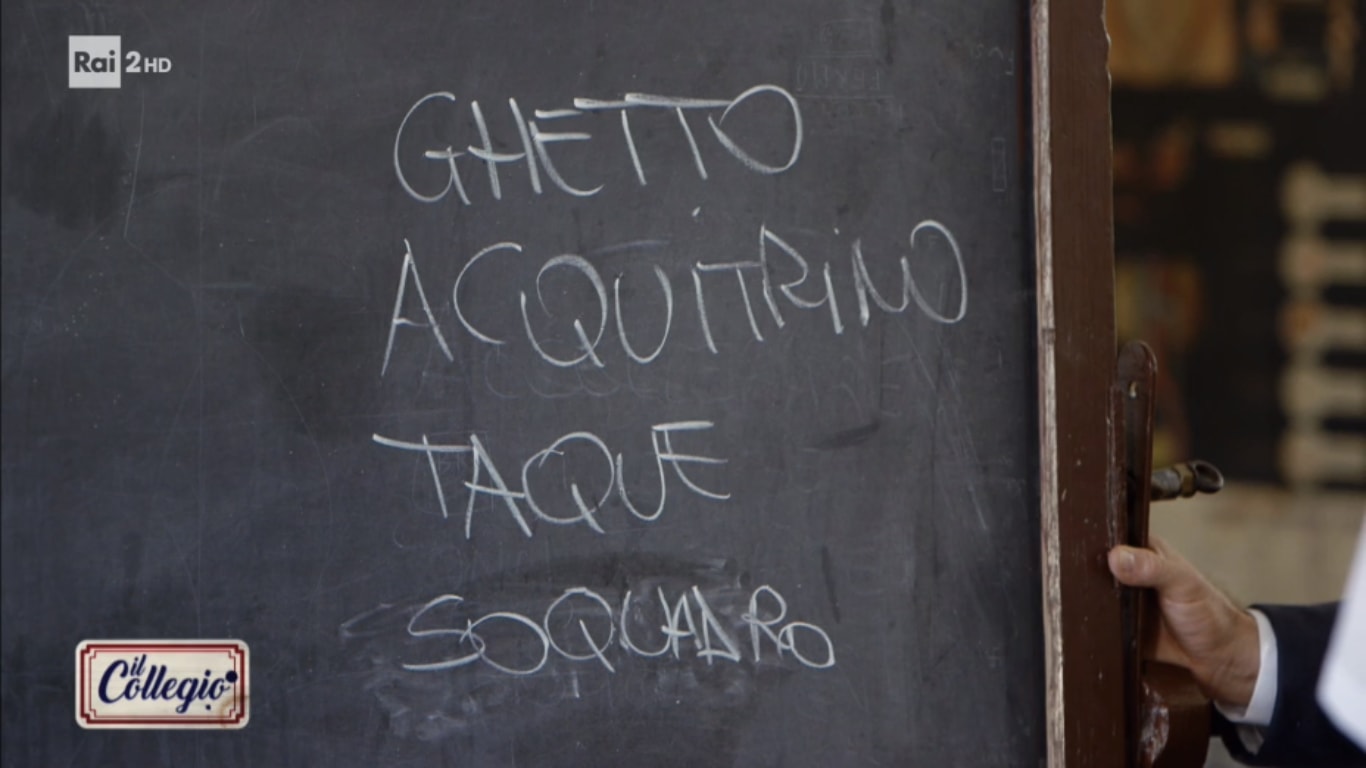 Rai 2HD
GHETTO
ACQUITRINO
TAQUE
SOQUADRO
il
Collegio